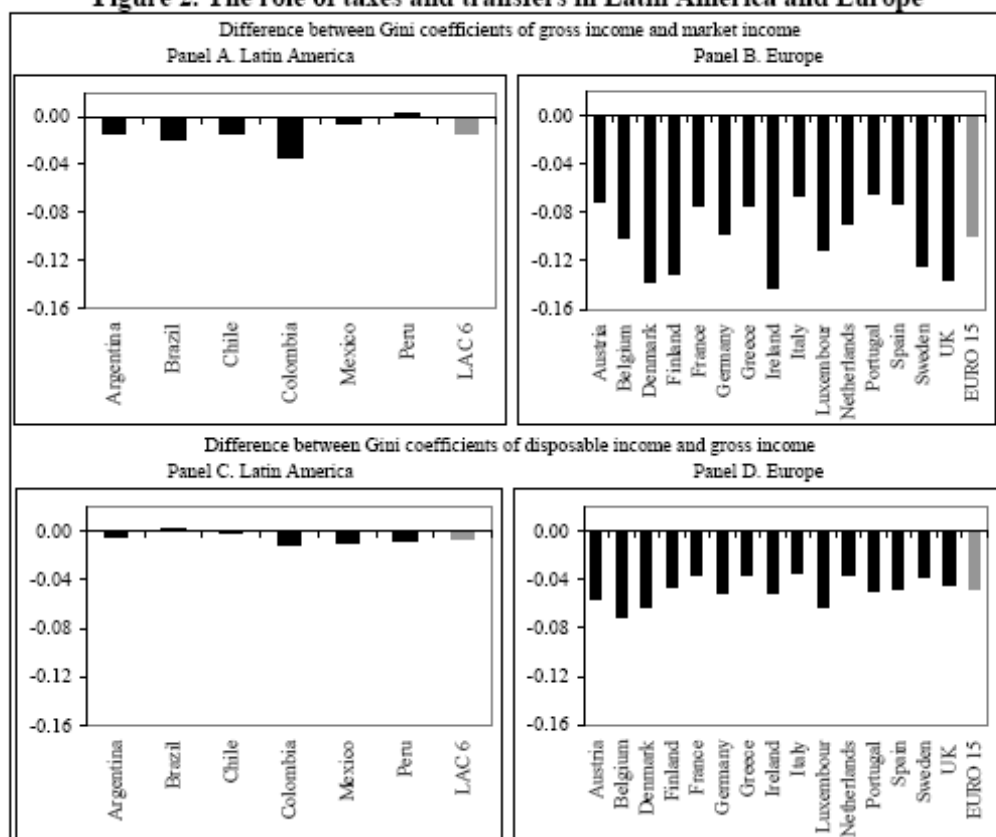 Figure 2. The role of taxes and transfers in Latin America and Europe
Difference between Gini coefficients of gross income and market income
Panel A. Latin America
Panel B. Europe
0.00
-0.04
-0.08
-0.12
-0.16
Argentina
Brazil
Chile
Colombia
Mexico
Peru
LAC 6
0.00
-0.04
-0.08
-0.12
-0.16
Austria
Belgium
Denmark
Finland
France
Germany
Greece
Ireland
Italy
Luxembour
Netherlands
Portugal
Spain
Sweden
UK
EURO 15
Difference between Gini coefficients of disposable income and gross income
Panel C. Latin America
Panel D. Europe
0.00
-0.04
-0.08
-0.12
-0.16
Argentina
Brazil
Chile
Colombia
Mexico
Peru
LAC 6
0.00
-0.04
-0.08
-0.12
-0.16
Austria
Belgium
Denmark
Finland
France
Germany
Greece
Ireland
Italy
Luxembour
Netherlands
Portugal
Spain
Sweden
UK
EURO 15